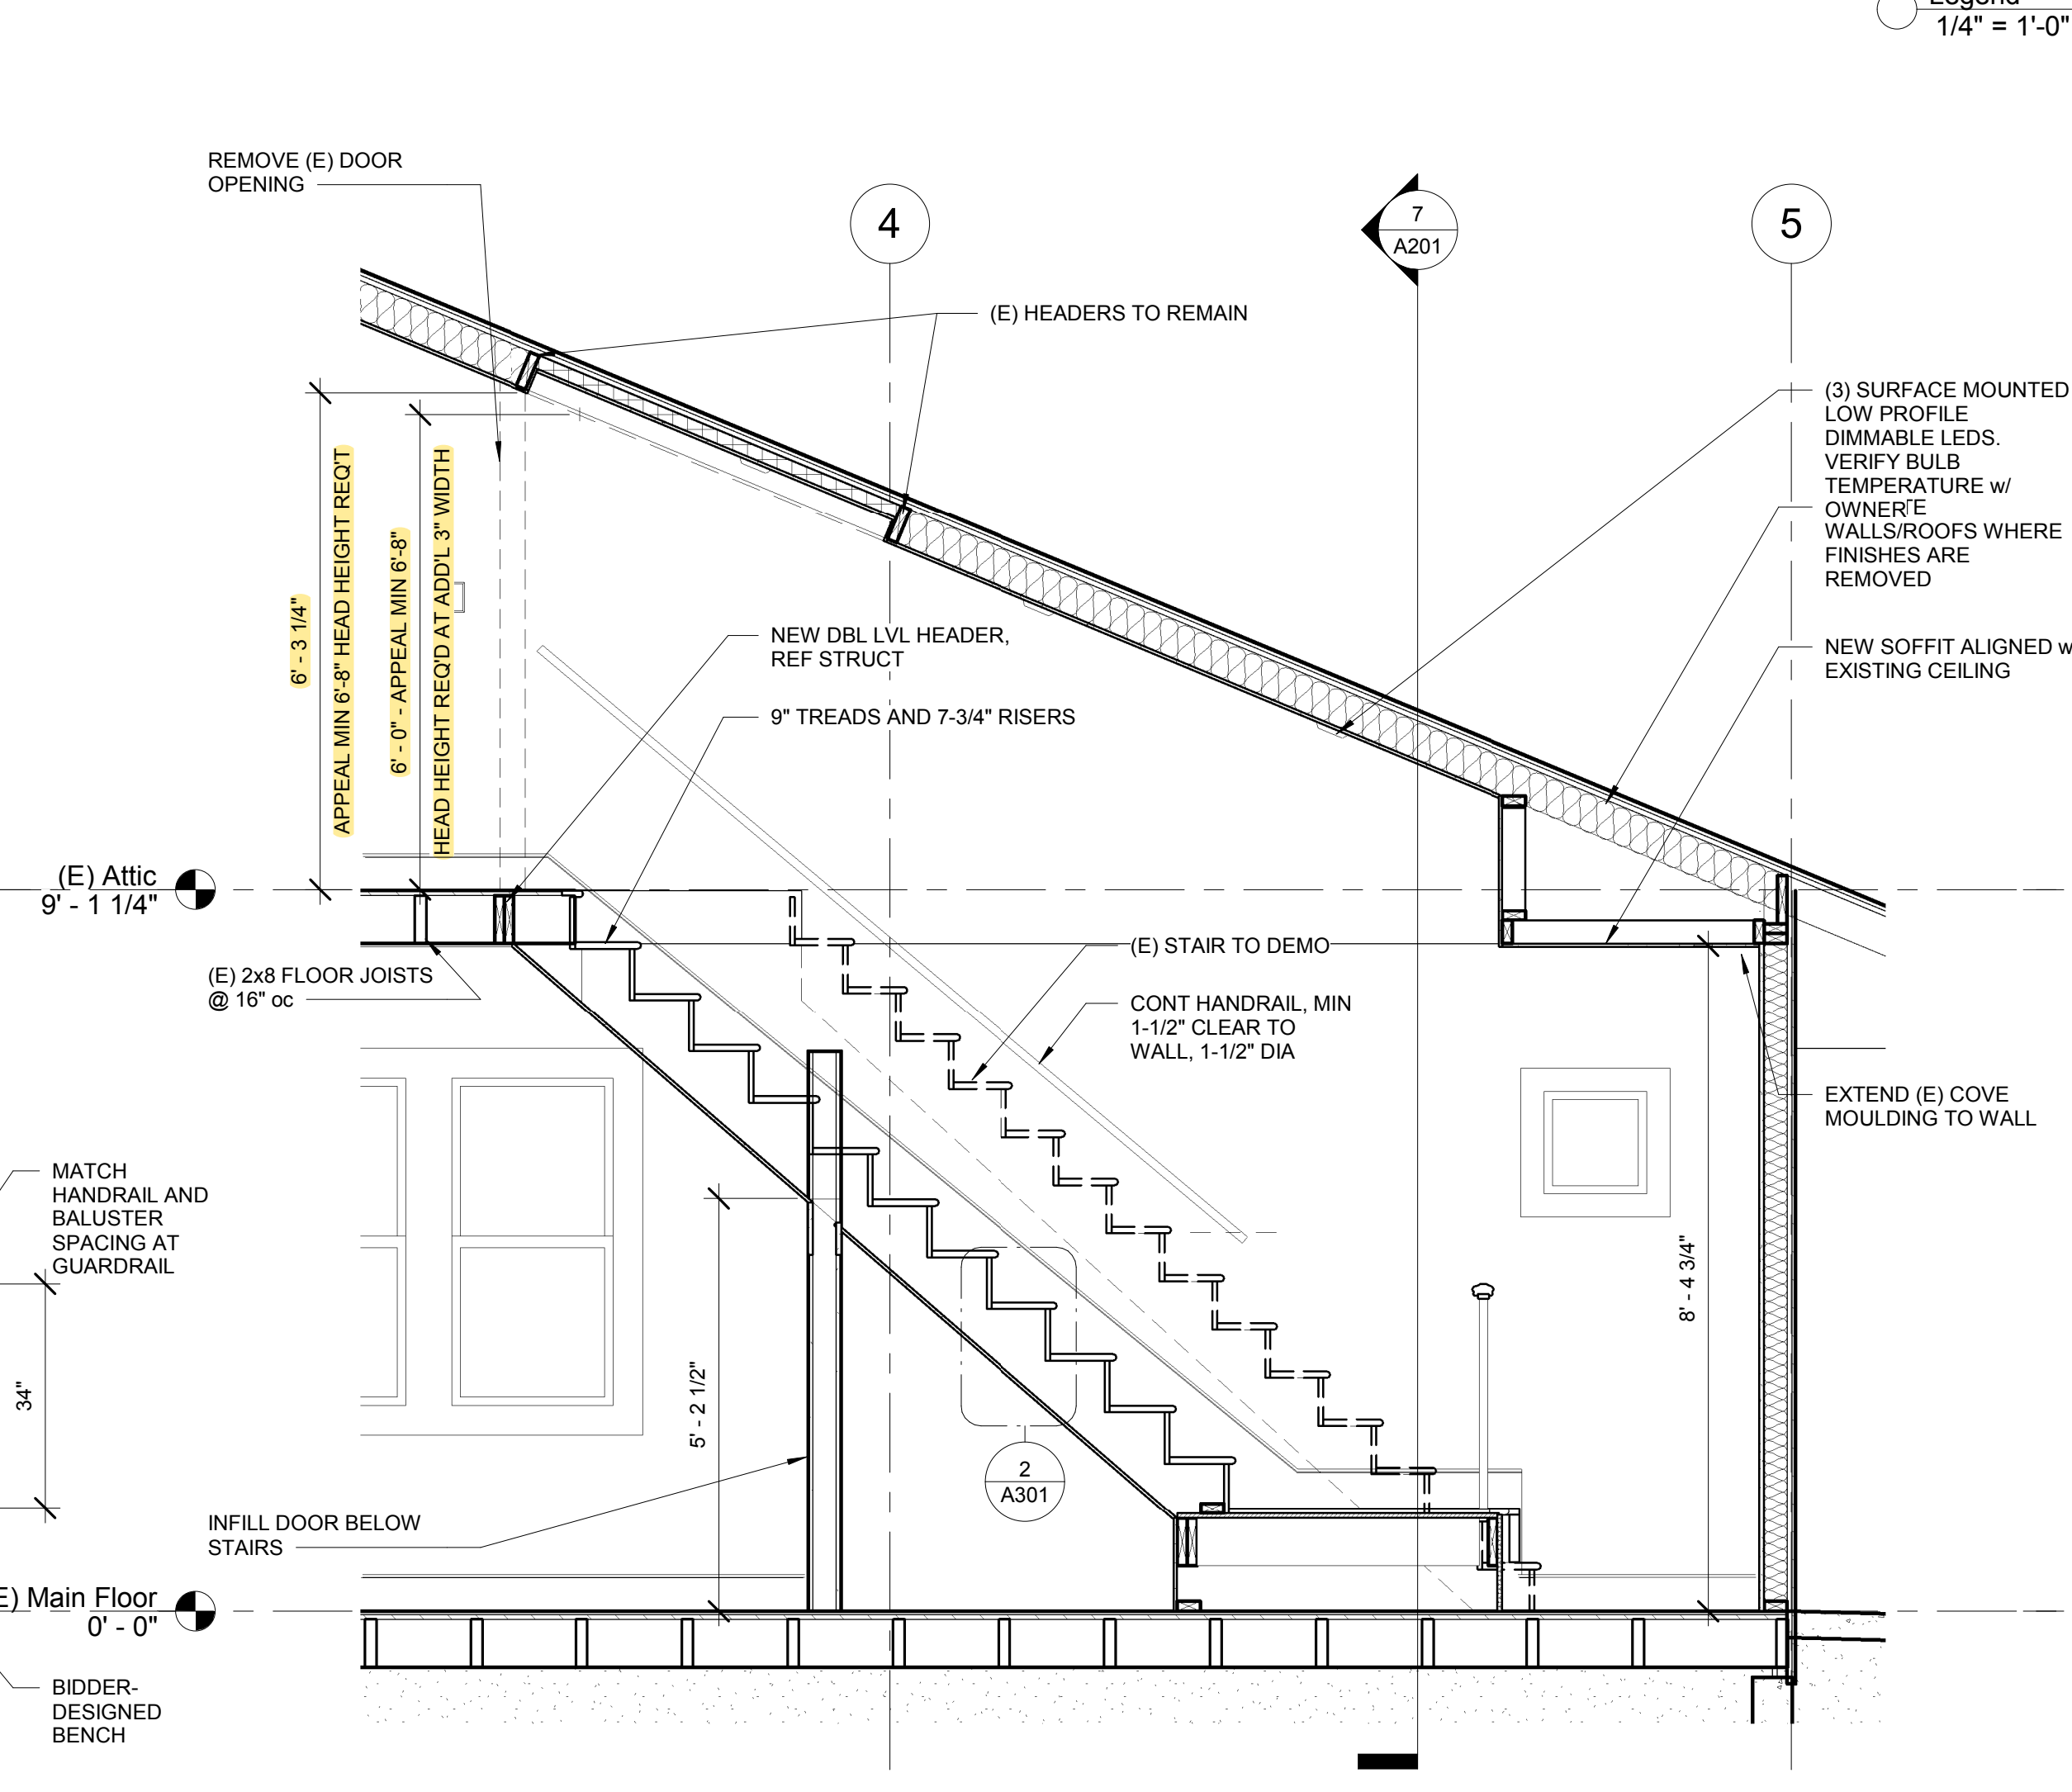 Legend
1/4" = 1'-0"
REMOVE (E) DOOR
OPENING
4
7
A201
5
(E) HEADERS TO REMAIN
(3) SURFACE MOUNTED
LOW PROFILE
DIMMABLE LEDS.
VERIFY BULB
TEMPERATURE w/
OWNER
WALLS/ROOFS WHERE
FINISHES ARE
REMOVED
6' - 3 1/4"
APPEAL MIN 6'-8" HEAD HEIGHT REQ'T
6' - 0" - APPEAL MIN 6'-8"
HEAD HEIGHT REQ'D AT ADD'L 3" WIDTH
NEW DBL LVL HEADER,
REF STRUCT
9" TREADS AND 7-3/4" RISERS
NEW SOFFIT ALIGNED w
EXISTING CEILING
(E) Attic
9' - 1 1/4"
(E) 2x8 FLOOR JOISTS
@ 16" oc
(E) STAIR TO DEMO
CONT HANDRAIL, MIN
1-1/2" CLEAR TO
WALL, 1-1/2" DIA
EXTEND (E) COVE
MOULDING TO WALL
MATCH
HANDRAIL AND
BALUSTER
SPACING AT
GUARDRAIL
34"
5' - 2 1/2"
8' - 4 3/4"
2
A301
INFILL DOOR BELOW
STAIRS
E) Main Floor
0' - 0"
BIDDER-
DESIGNED
BENCH